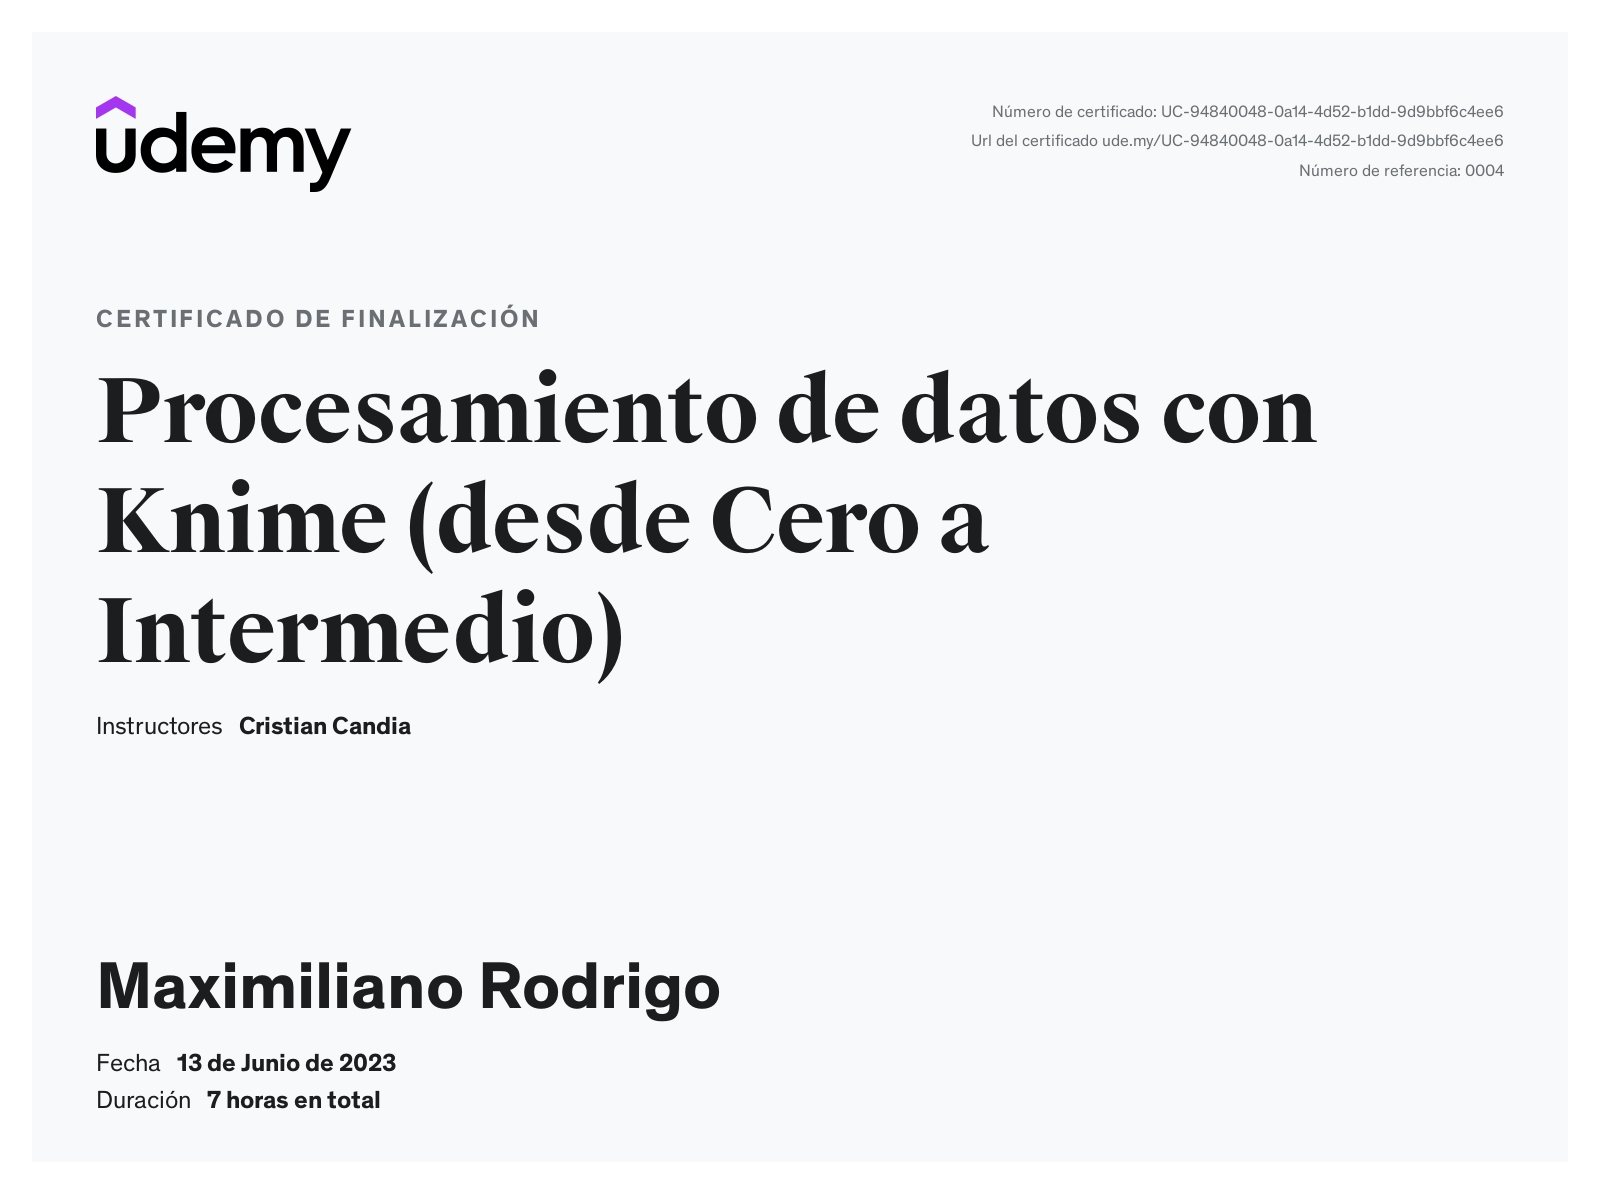 udemy
Número de certificado: UC-94840048-0a14-4d52-b1dd-9d9bbf6c4ee6
Url del certificado ude.my/UC-94840048-0a14-4d52-b1dd-9d9bbf6c4ee6
Número de referencia: 0004
CERTIFICADO DE FINALIZACIÓN
Procesamiento de datos con
Knime (desde Cero a
Intermedio)
Instructores Cristian Candia
Maximiliano Rodrigo
Fecha 13 de Junio de 2023
Duración 7 horas en total